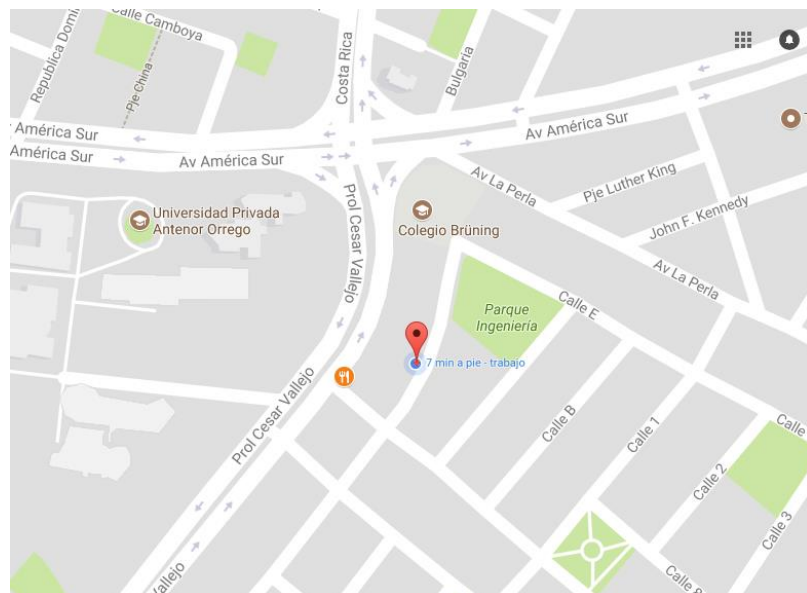 Calle Camboya
Republica Domi
Pje China
Costa Rica
Bulgaria
América Sur
Av América Sur
América Sur
Av América Sur
Av La Perla
Pje Luther King
John F. Kennedy
Universidad Privada
Antenor Orrego
Prol Cesar Vallejo
Colegio Brüning
Av La Perla
Parque
Ingeniería
Calle E
7 min a pie - trabajo
Prol Cesar Vallejo
Calle B
Calle 1
Calle
Calle 2
Calle 3
Vallejo